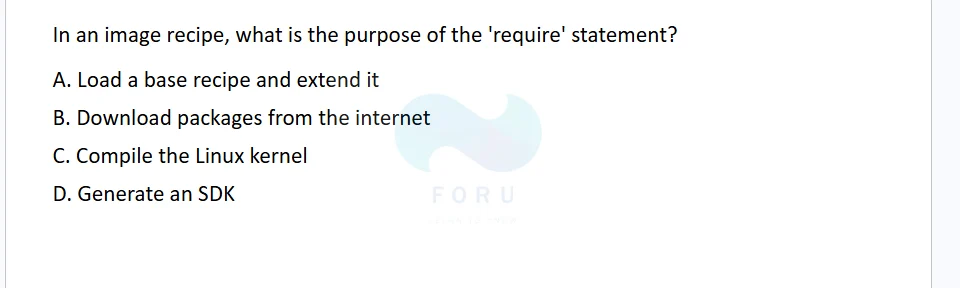 In an image recipe, what is the purpose of the 'require' statement?
A. Load a base recipe and extend it
B. Download packages from the internet
C. Compile the Linux kernel
D. Generate an SDK
FORU